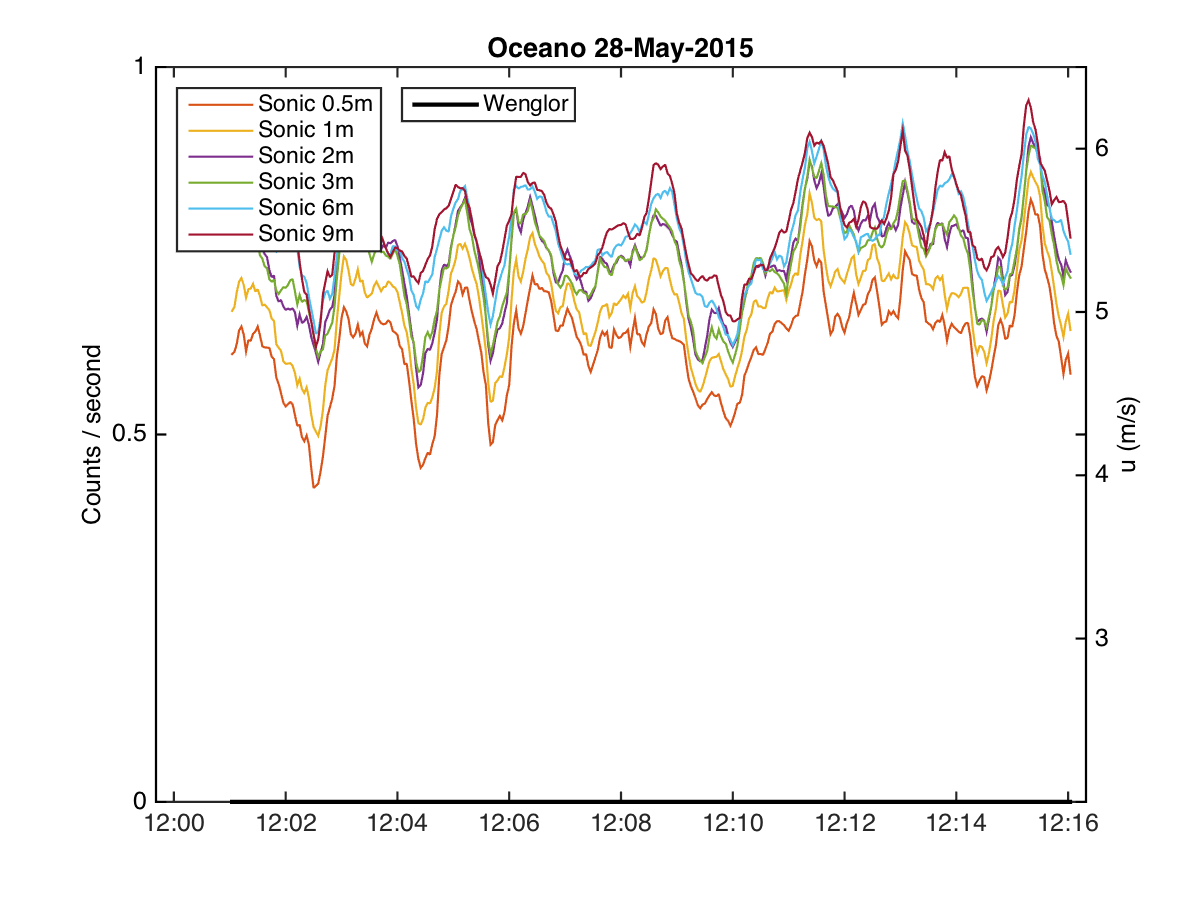 Oceano 28-May-2015
Sonic 0.5m
Sonic 1m
Sonic 2m
Sonic 3m
Sonic 6m
Sonic 9m
Wenglor
Counts / second
1
0.5
0
u (m/s)
6
5
4
3
12:00 12:02 12:04 12:06 12:08 12:10 12:12 12:14 12:16